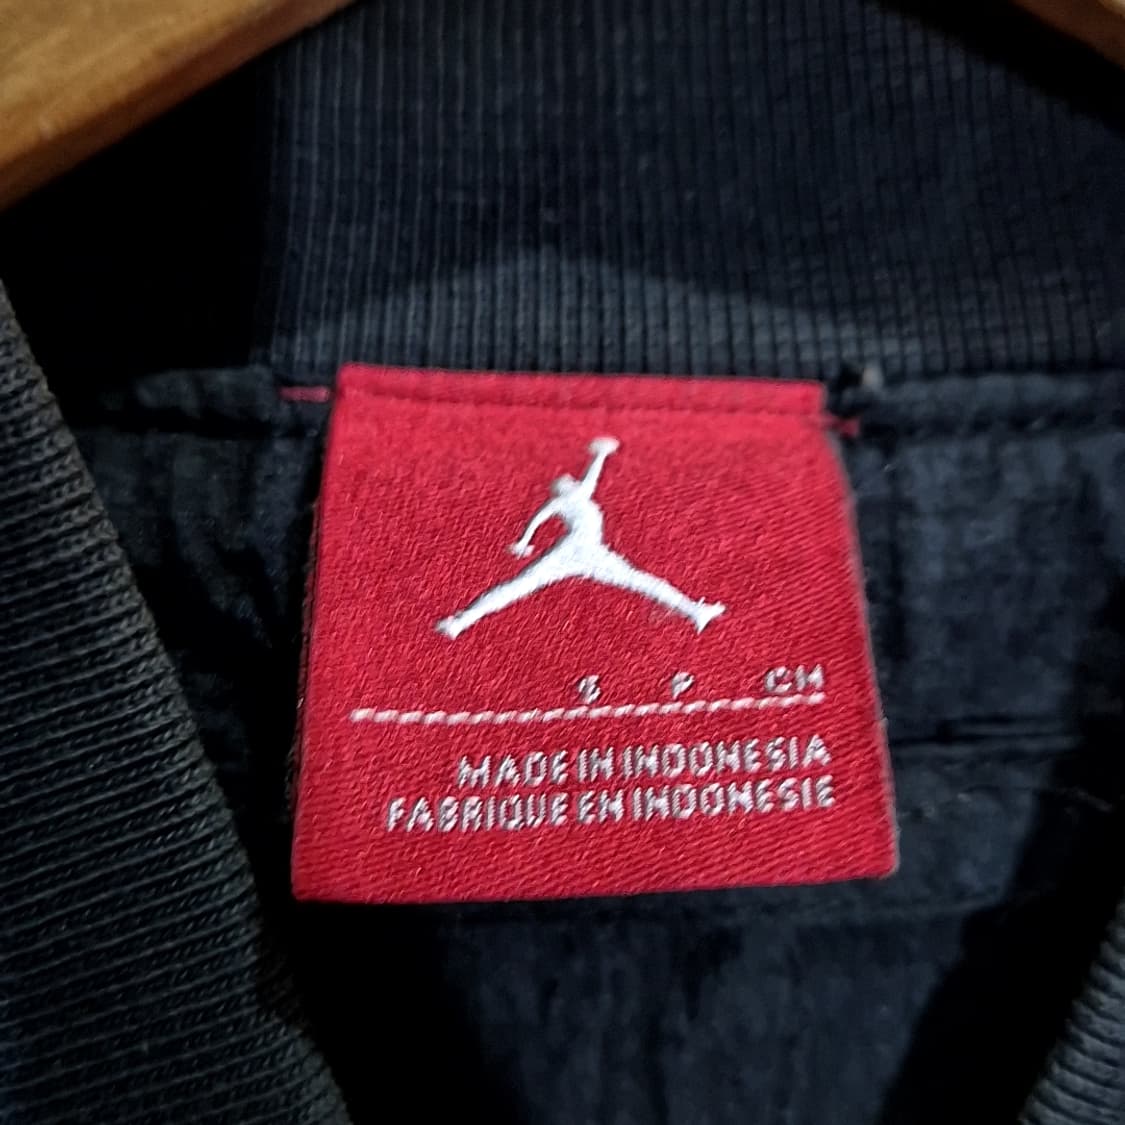 S P CH
MADE IN INDONESIA
FABRIQUE EN INDONESIE